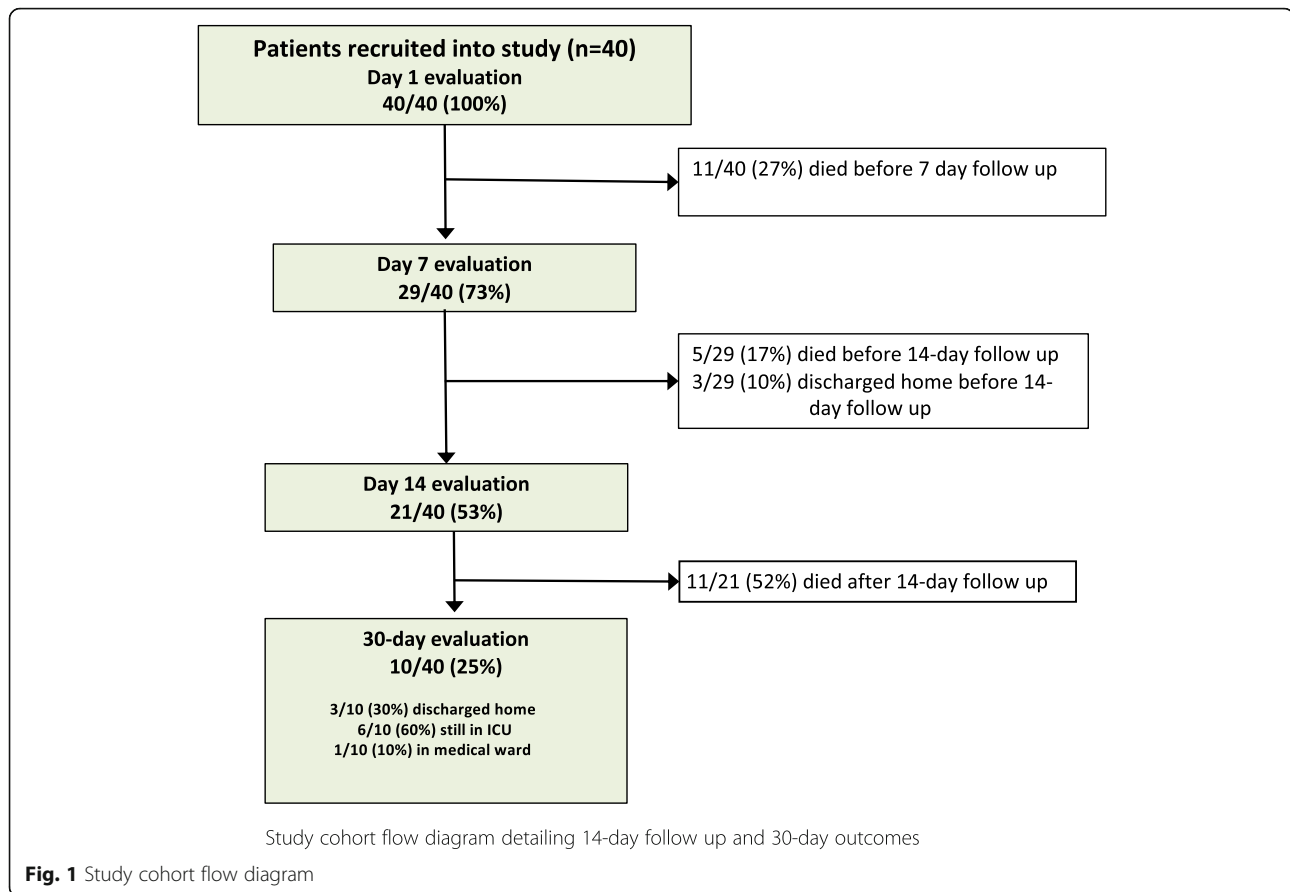 Patients recruited into study (n=40)
Day 1 evaluation
40/40 (100%)
11/40 (27%) died before 7 day follow up
Day 7 evaluation
29/40 (73%)
5/29 (17%) died before 14-day follow up
3/29 (10%) discharged home before 14-
day follow up
Day 14 evaluation
21/40 (53%)
11/21 (52%) died after 14-day follow up
30-day evaluation
10/40 (25%)
3/10 (30%) discharged home
6/10 (60%) still in ICU
1/10 (10%) in medical ward
Study cohort flow diagram detailing 14-day follow up and 30-day outcomes
Fig. 1 Study cohort flow diagram